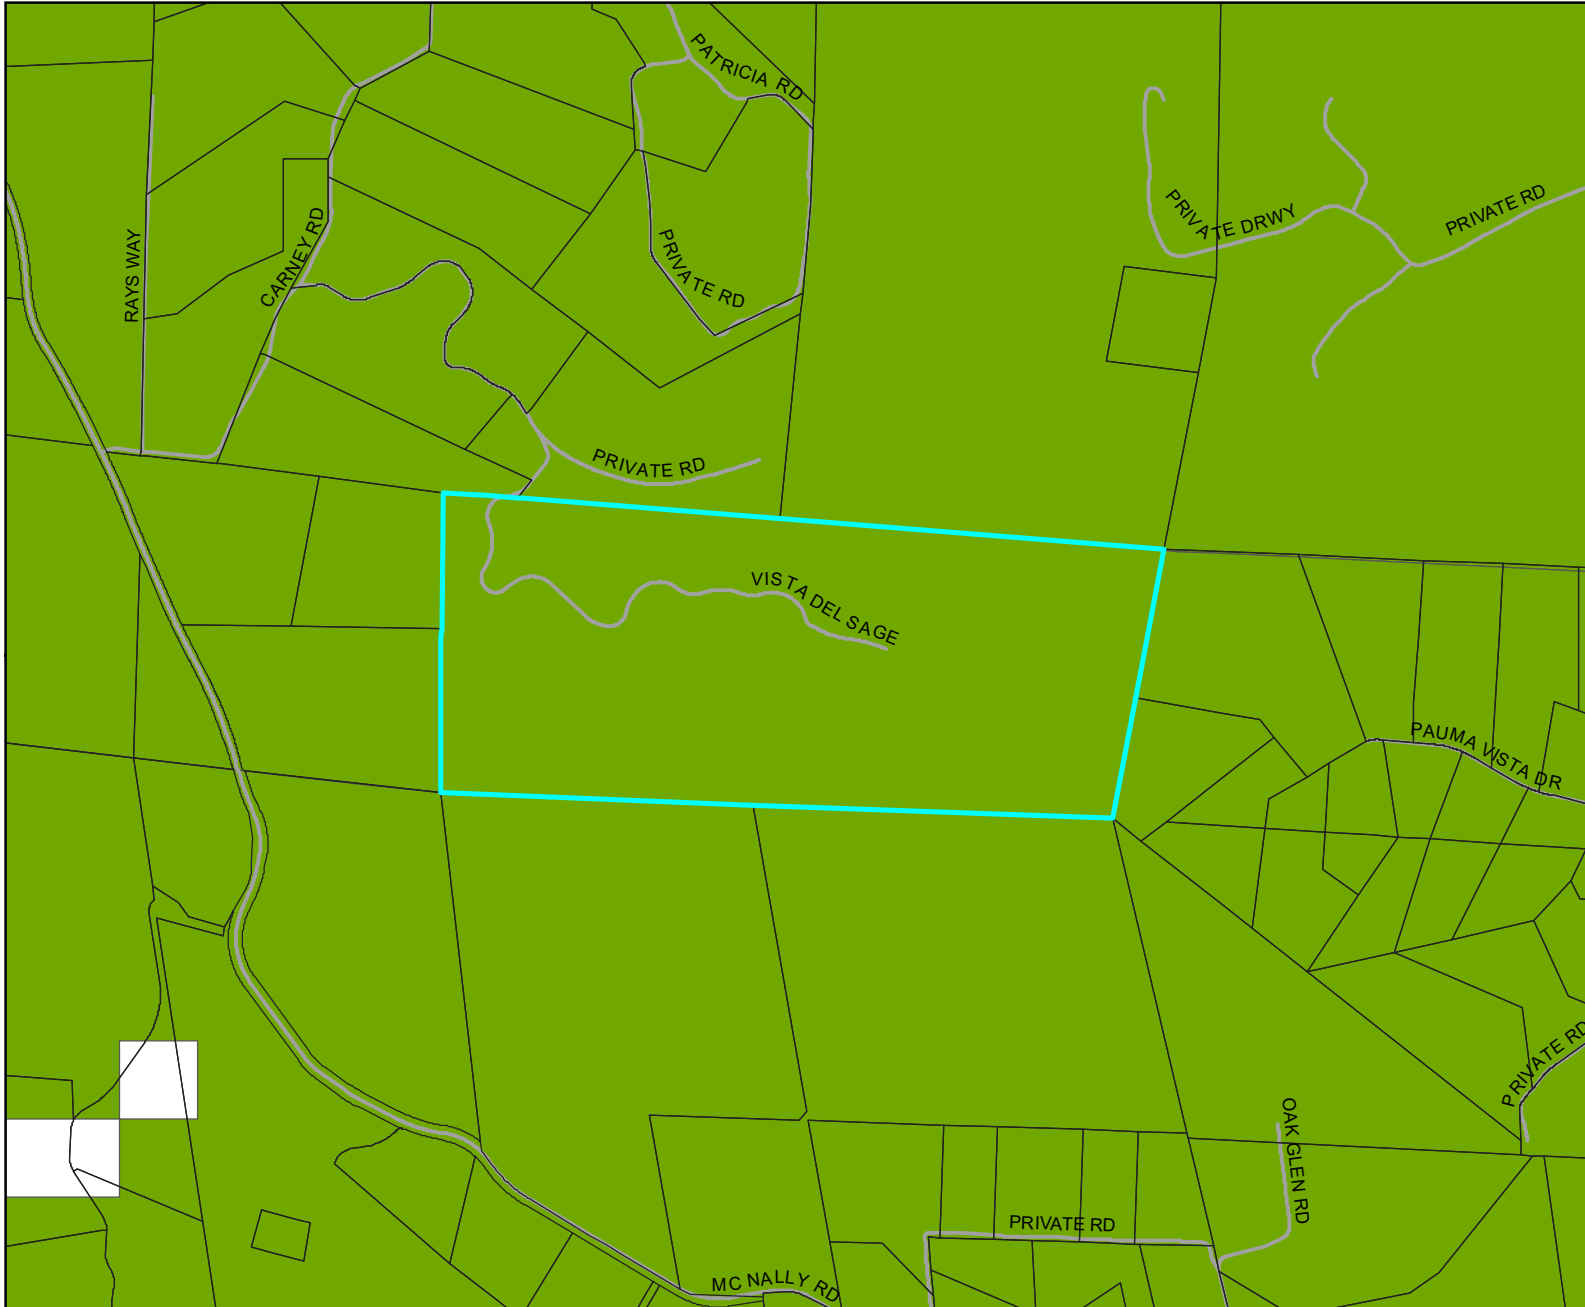 PATRICIA RD
PRIVATE DRWY
PRIVATE RD
RAYS WAY
CARNEY RD
PRIVATE RD
PRIVATE RD
VISTA DEL SAGE
PAUMA VISTA DR
PRIVATE RD
OAK GLEN RD
PRIVATE RD
MC NALLY RD